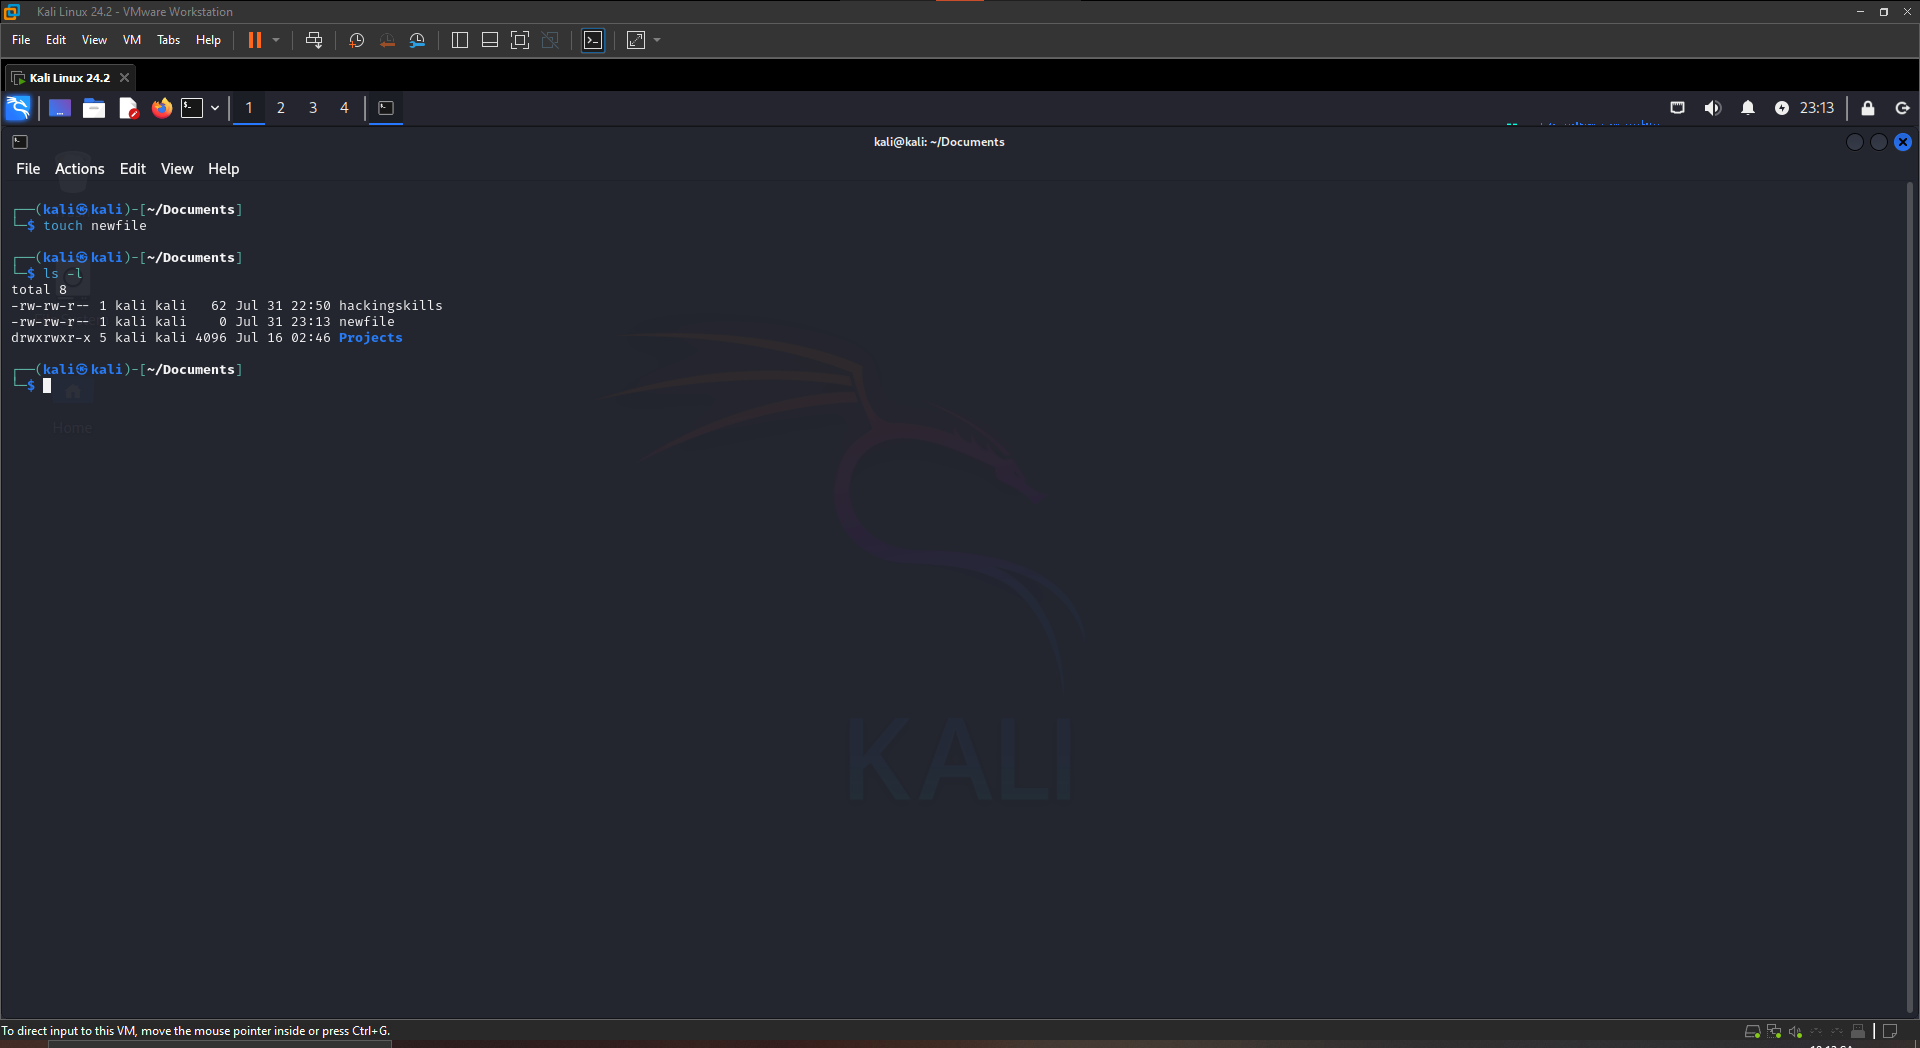 Kali Linux 24.2 - VMware Workstation
File Edit View VM Tabs Help
Kali Linux 24.2
1 2 3 4 23:13
kali@kali: ~/Documents
File Actions Edit View Help
┌──(kali㉿kali)-[~/Documents]
└─$ touch newfile
┌──(kali㉿kali)-[~/Documents]
└─$ ls -l
total 8
-rw-rw-r-- 1 kali kali   62 Jul 31 22:50 hackingskills
-rw-rw-r-- 1 kali kali    0 Jul 31 23:13 newfile
drwxrwxr-x 5 kali kali 4096 Jul 16 02:46 Projects
┌──(kali㉿kali)-[~/Documents]
└─$
Home
KALI
To direct input to this VM, move the mouse pointer inside or press Ctrl+G.